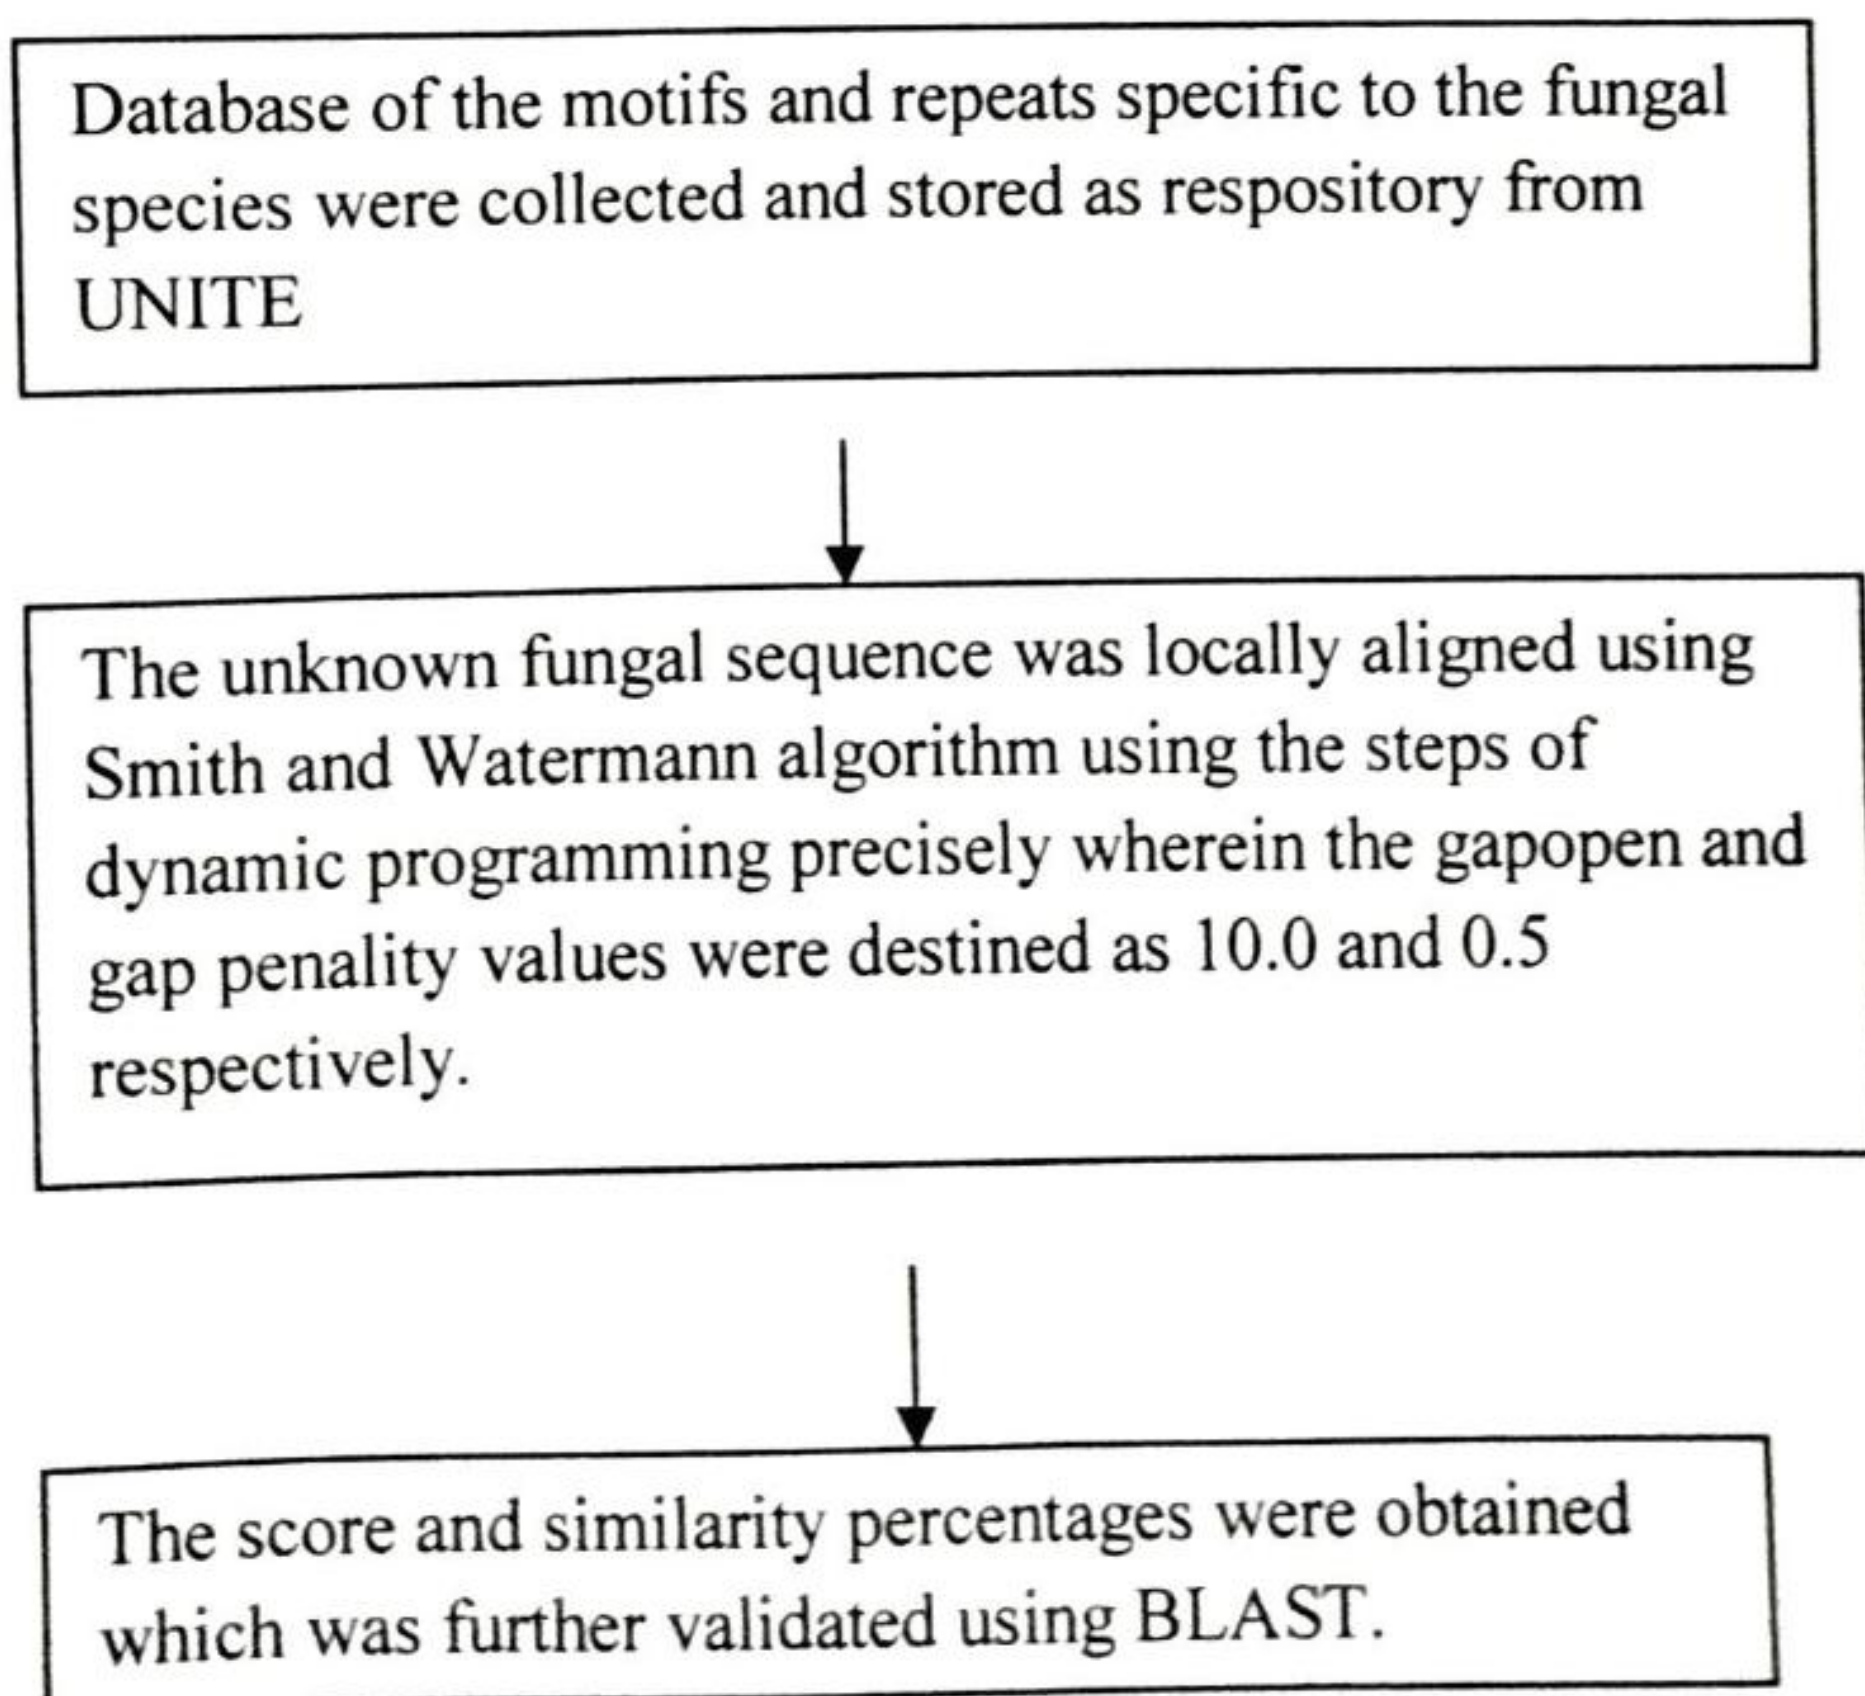 Database of the motifs and repeats specific to the fungal
species were collected and stored as respository from
UNITE
The unknown fungal sequence was locally aligned using
Smith and Watermann algorithm using the steps of
dynamic programming precisely wherein the gapopen and
gap penality values were destined as 10.0 and 0.5
respectively.
The score and similarity percentages were obtained
which was further validated using BLAST.